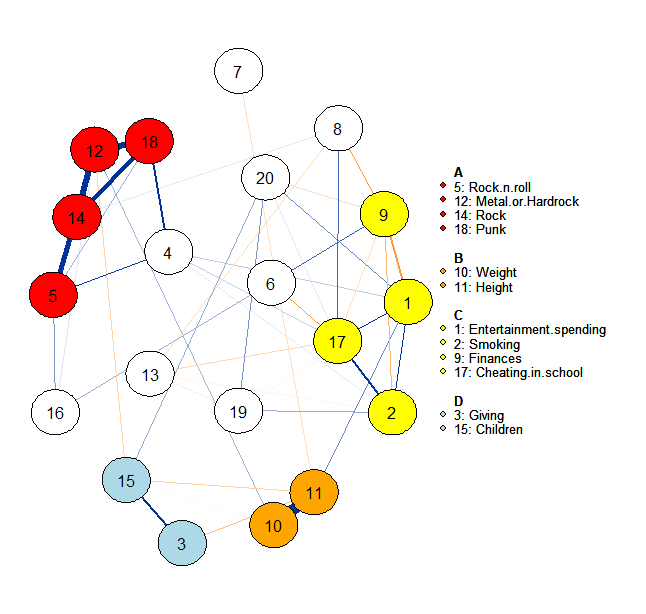 7
8
12
18
20
14
9
4
6
5
1
17
13
16
19
2
15
11
10
3
A
5: Rock.n.roll
12: Metal.or.Hardrock
14: Rock
18: Punk
B
10: Weight
11: Height
C
1: Entertainment.spending
2: Smoking
9: Finances
17: Cheating.in.school
D
3: Giving
15: Children